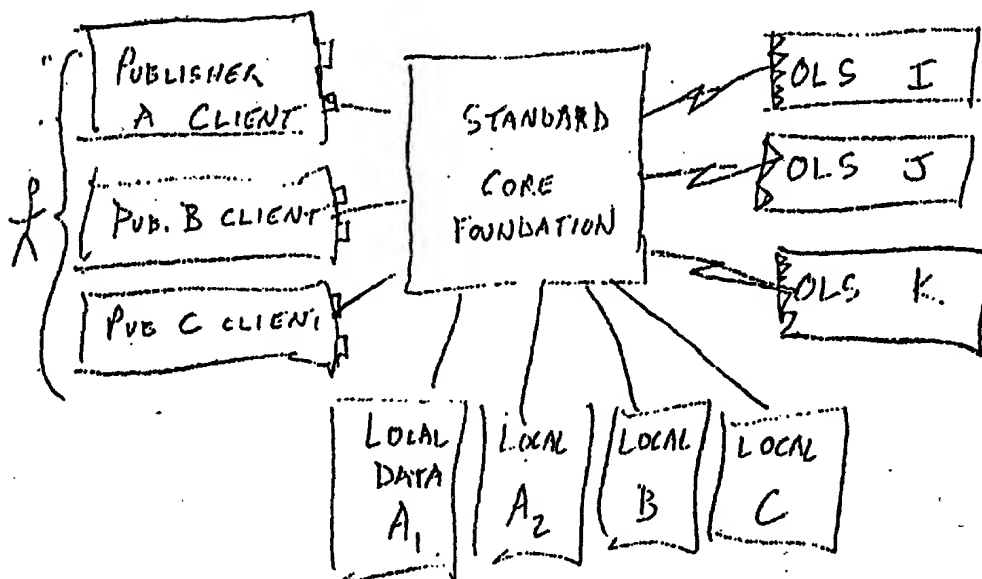 PUBLISHER
A CLIENT
PUB. B CLIENT
PUB C CLIENT
STANDARD
CORE
FOUNDATION
OLS I
OLS J
OLS K.
LOCAL
DATA
A1
LOCAL
A2
LOCAL
B
LOCAL
C